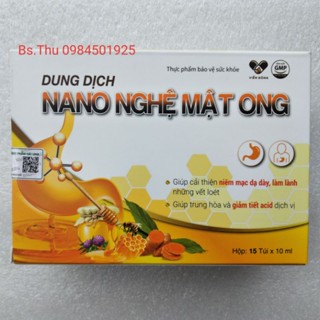 Bs.Thu 0984501925
Thực phẩm bảo vệ sức khỏe
GMP
DUNG DỊCH
NANO NGHỆ MẬT ONG
Giúp cải thiện niêm mạc dạ dày, làm lành
những vết loét
Giúp trung hòa và giảm tiết acid dịch vị
Hộp: 15 Túi x 10 ml